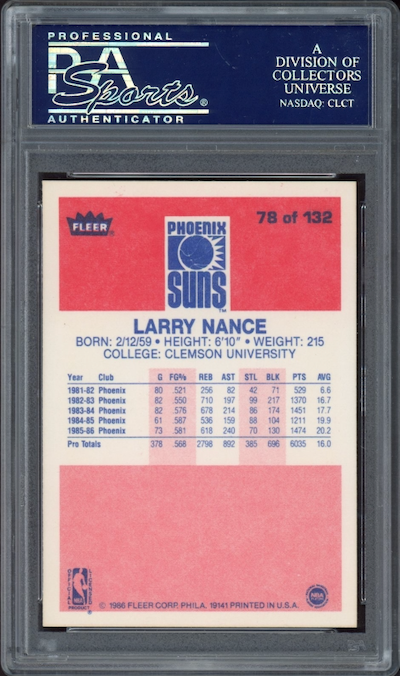 PROFESSIONAL
PSA
Sports®
AUTHENTICATOR
A
DIVISION OF
COLLECTORS
UNIVERSE
NASDAQ: CLCT
FLEER
PHOENIX
SUNS
TM
78 of 132
LARRY NANCE
BORN: 2/12/59 • HEIGHT: 6'10" • WEIGHT: 215
COLLEGE: CLEMSON UNIVERSITY
Year Club G FG% REB AST STL BLK PTS AVG
1981-82 Phoenix 80 .521 256 82 42 71 529 6.6
1982-83 Phoenix 82 .550 710 197 99 217 1370 16.7
1983-84 Phoenix 82 .576 678 214 86 174 1451 17.7
1984-85 Phoenix 61 .587 536 159 88 104 1211 19.9
1985-86 Phoenix 73 .581 618 240 70 130 1474 20.2
Pro Totals 378 .568 2798 892 385 696 6035 16.0
NBA
PRODUCT
© 1986 FLEER CORP. PHILA. 19141 PRINTED IN U.S.A.
NBA